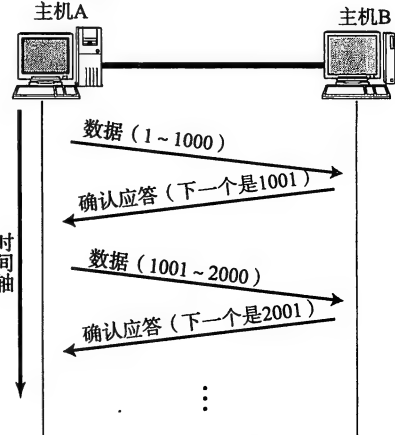 主机A
主机B
数据（1～1000）
确认应答（下一个是1001）
数据（1001～2000）
确认应答（下一个是2001）
时间轴
⋮